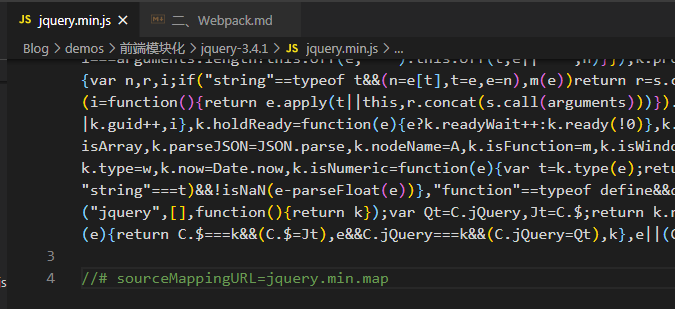 JS jquery.min.js × 二、Webpack.md
Blog > demos > 前端模块化 > jquery-3.4.1 > JS jquery.min.js > ...
{var n,r,i;if("string"==typeof t&&(n=e[t],t=e,e=n),m(e))return r=s.c
(i=function(){return e.apply(t||this,r.concat(s.call(arguments)))}).
|k.guid++,i},k.holdReady=function(e){e?k.readyWait++:k.ready(!0)},k.
isArray,k.parseJSON=JSON.parse,k.nodeName=A,k.isFunction=m,k.isWindo
k.type=w,k.now=Date.now,k.isNumeric=function(e){var t=k.type(e);retu
"string"===t)&&!isNaN(e-parseFloat(e))},"function"==typeof define&&d
("jquery",[],function(){return k});var Qt=C.jQuery,Jt=C.$;return k.n
(e){return C.$===k&&(C.$=Jt),e&&C.jQuery===k&&(C.jQuery=Qt),k},e||(C
3
4 //# sourceMappingURL=jquery.min.map
js